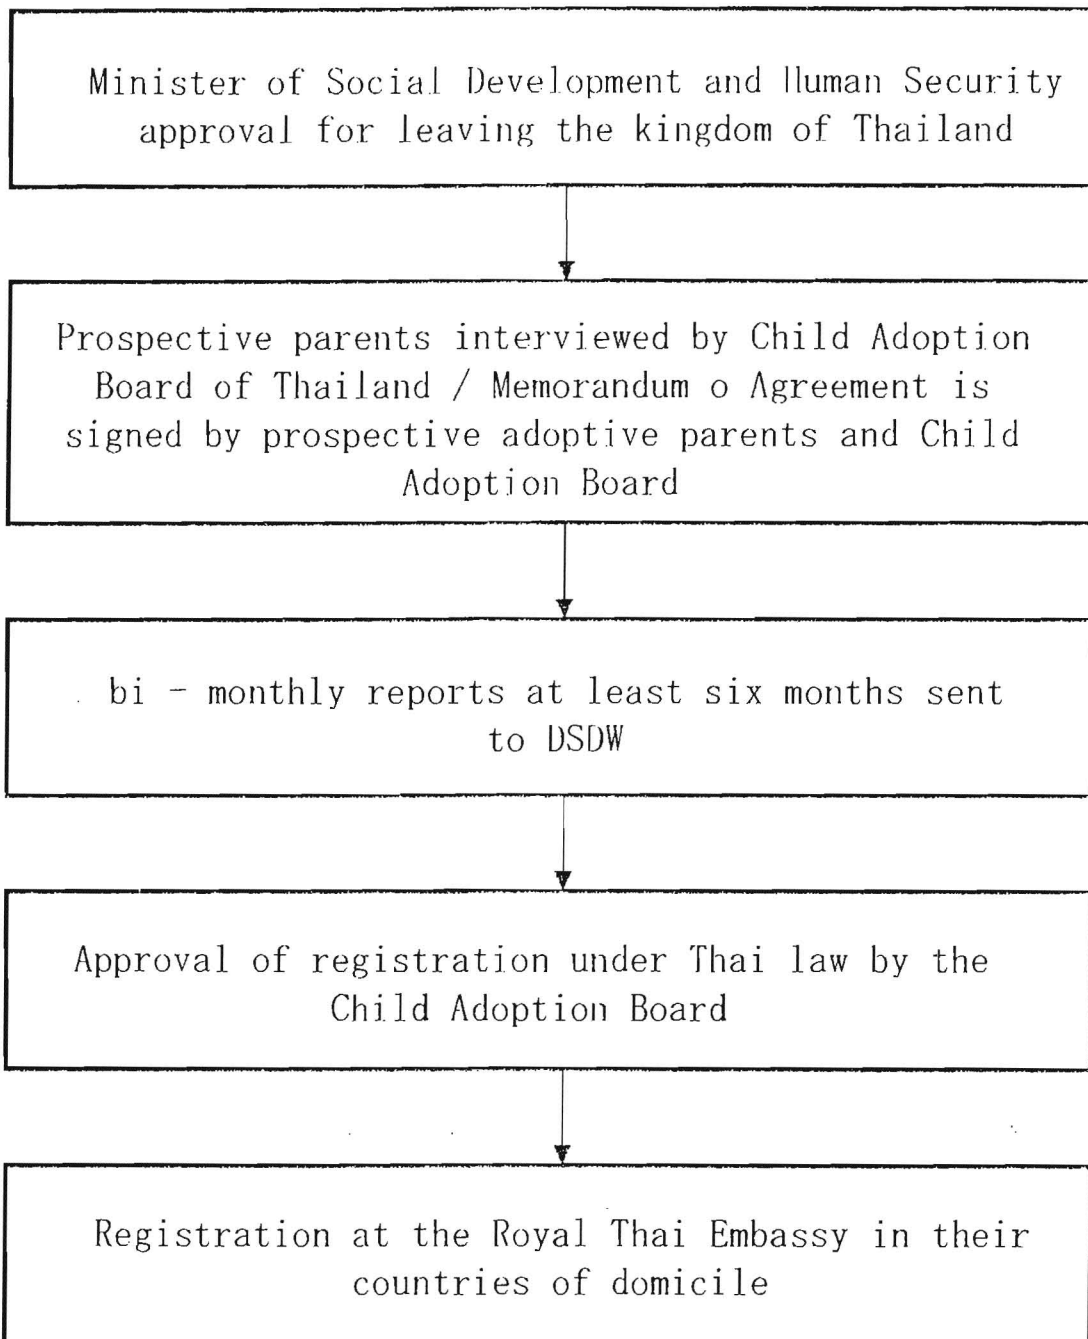 Minister of Social Development and Human Security
approval for leaving the kingdom of Thailand
Prospective parents interviewed by Child Adoption
Board of Thailand / Memorandum o Agreement is
signed by prospective adoptive parents and Child
Adoption Board
bi - monthly reports at least six months sent
to DSDW
Approval of registration under Thai law by the
Child Adoption Board
Registration at the Royal Thai Embassy in their
countries of domicile